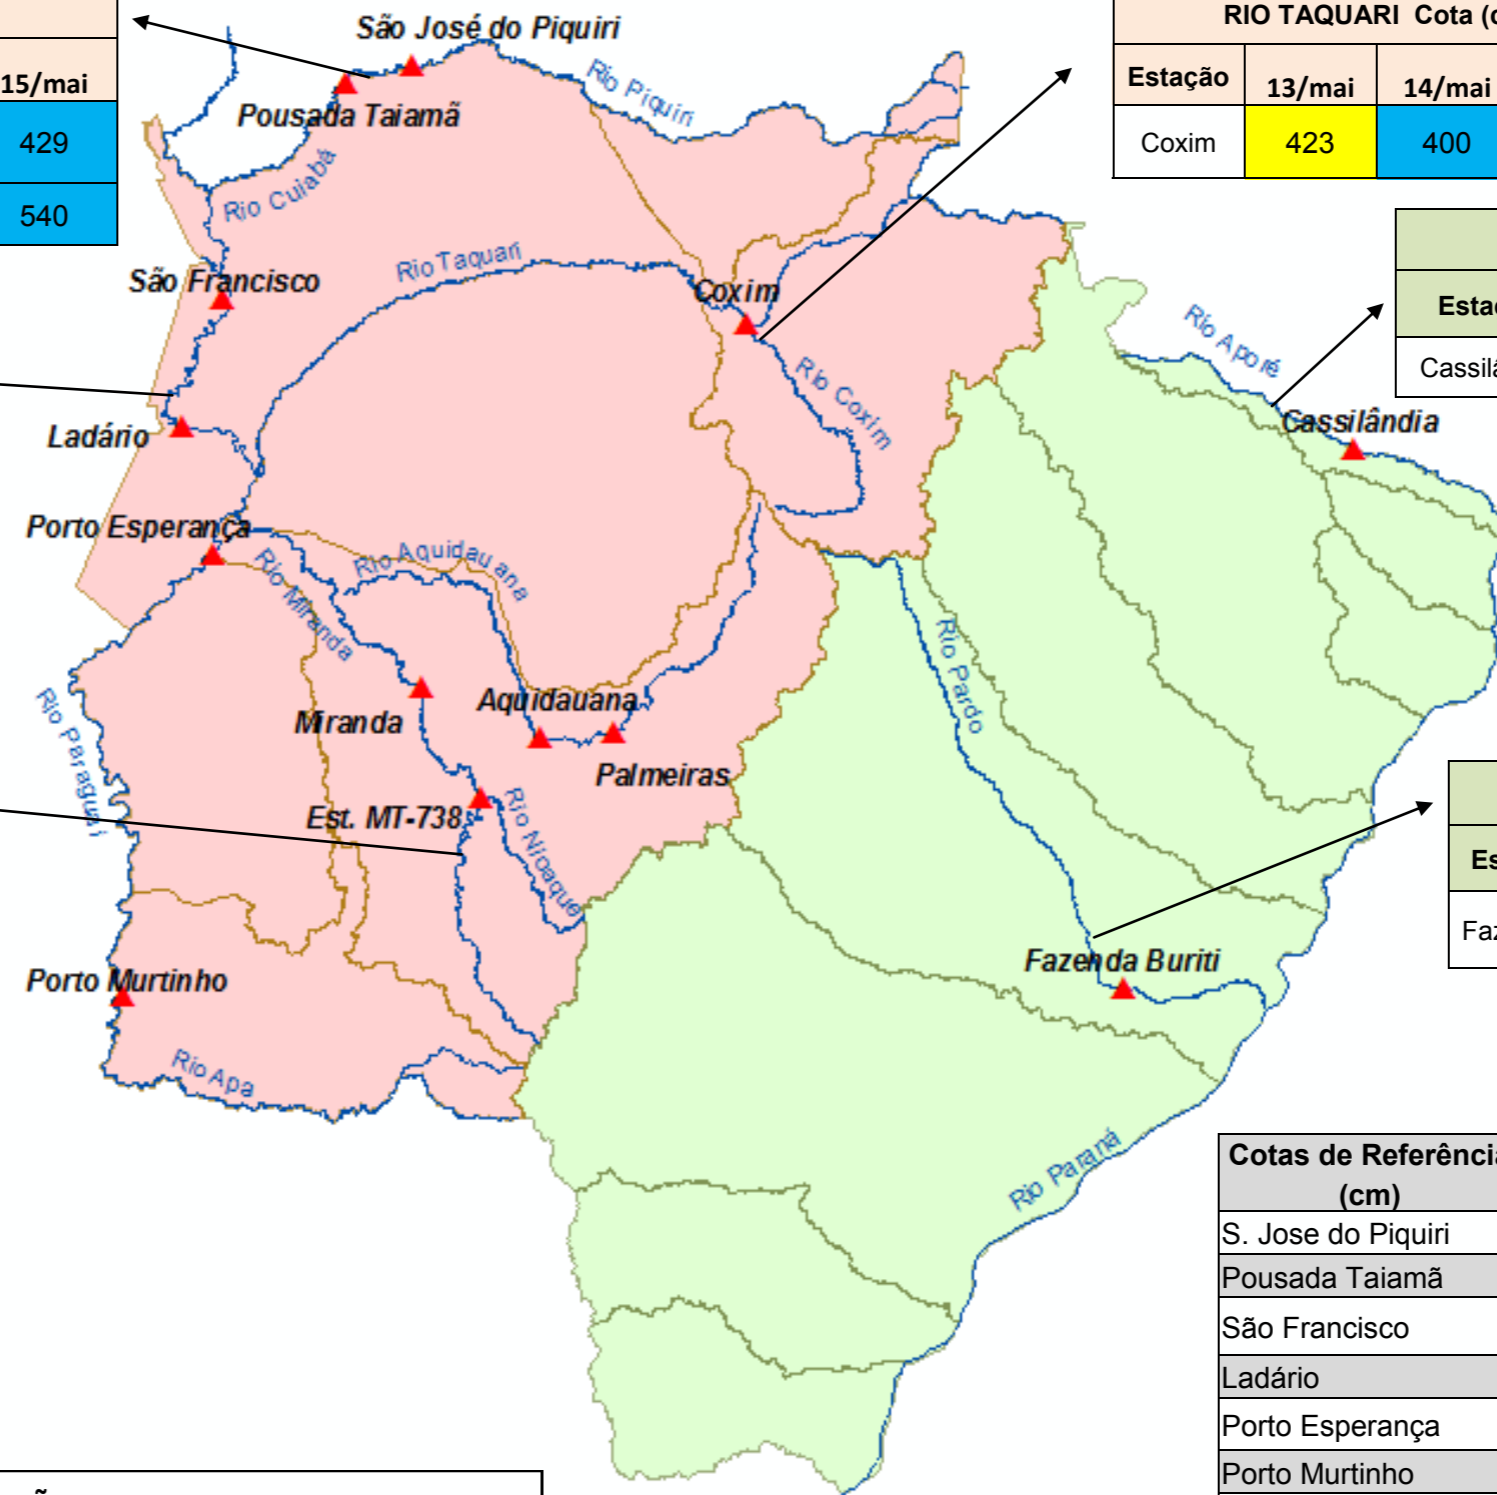 15/mai
429
540
São José do Piquiri
Pousada Taiamã
Rio Piquiri
Rio Cuiabá
RIO TAQUARI Cota (c
Estação 13/mai 14/mai
Coxim 423 400
São Francisco
Rio Taquari
Coxim
Rio Coxim
Ladário
Porto Esperança
Rio Miranda
Rio Aquidauana
Rio Aporé
Cassilândia
Estaç
Cassilâ
Rio Paraguai
Miranda
Aquidauana
Palmeiras
Est. MT-738
Rio Nioaque
Rio Pardo
Es
Faz
Fazenda Buriti
Porto Murtinho
Rio Apa
Rio Paraná
Cotas de Referência
(cm)
S. Jose do Piquiri
Pousada Taiamã
São Francisco
Ladário
Porto Esperança
Porto Murtinho